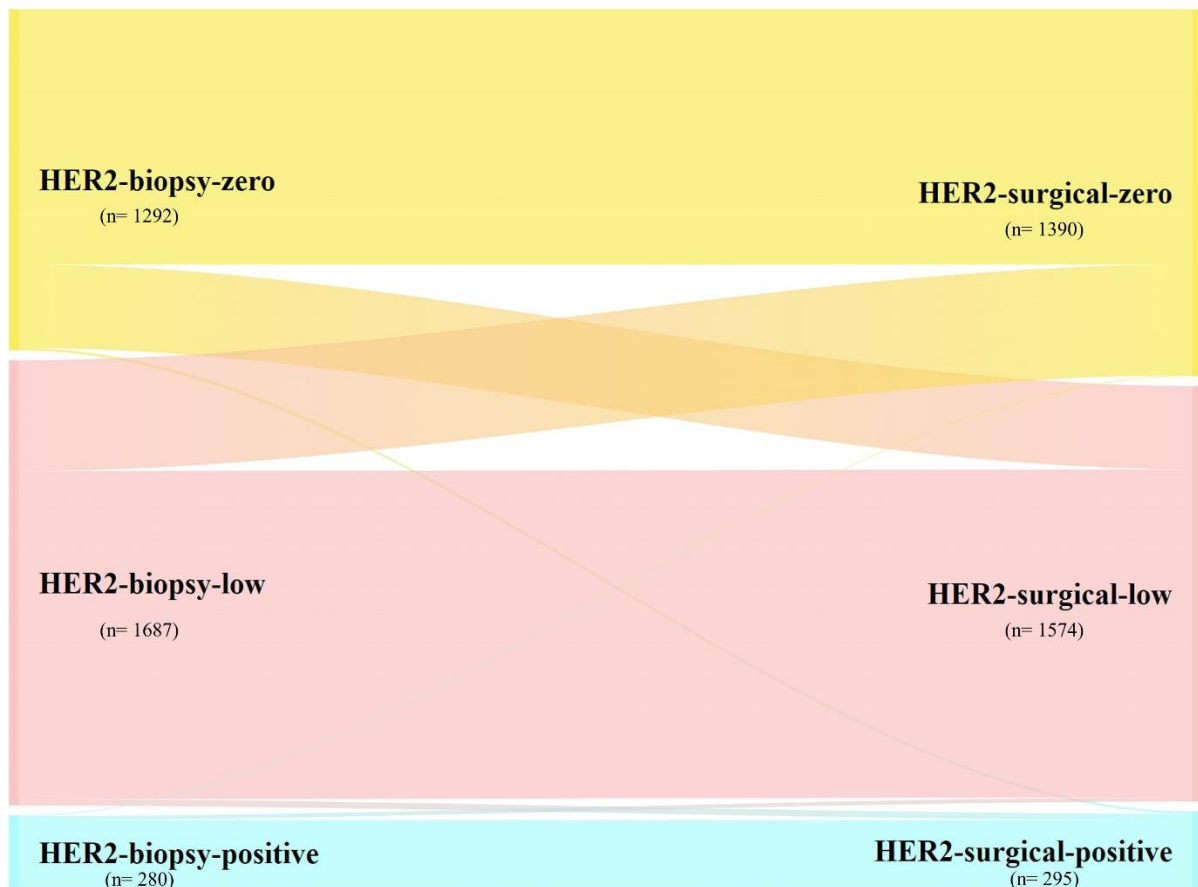 HER2-biopsy-zero
(n= 1292)
HER2-surgical-zero
(n= 1390)
HER2-biopsy-low
(n= 1687)
HER2-surgical-low
(n= 1574)
HER2-biopsy-positive
(n= 280)
HER2-surgical-positive
(n= 295)